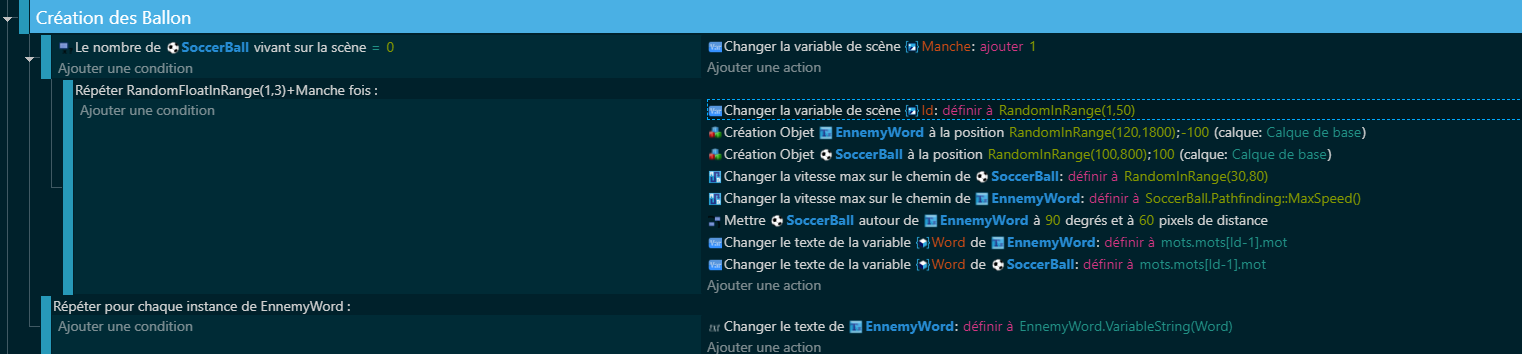 Création des Ballon
Le nombre de SoccerBall vivant sur la scène = 0
Changer la variable de scène Manche: ajouter 1
Ajouter une condition
Ajouter une action
Répéter RandomFloatInRange(1,3)+Manche fois :
Ajouter une condition
Changer la variable de scène Id: définir à RandomInRange(1,50)
Création Objet EnnemyWord à la position RandomInRange(120,1800);-100 (calque: Calque de base)
Création Objet SoccerBall à la position RandomInRange(100,800);100 (calque: Calque de base)
Changer la vitesse max sur le chemin de SoccerBall: définir à RandomInRange(30,80)
Changer la vitesse max sur le chemin de EnnemyWord: définir à SoccerBall.Pathfinding::MaxSpeed()
Mettre SoccerBall autour de EnnemyWord à 90 degrés et à 60 pixels de distance
Changer le texte de la variable Word de EnnemyWord: définir à mots.mots[Id-1].mot
Changer le texte de la variable Word de SoccerBall: définir à mots.mots[Id-1].mot
Ajouter une action
Répéter pour chaque instance de EnnemyWord :
Ajouter une condition
txt Changer le texte de EnnemyWord: définir à EnnemyWord.VariableString(Word)
Ajouter une action